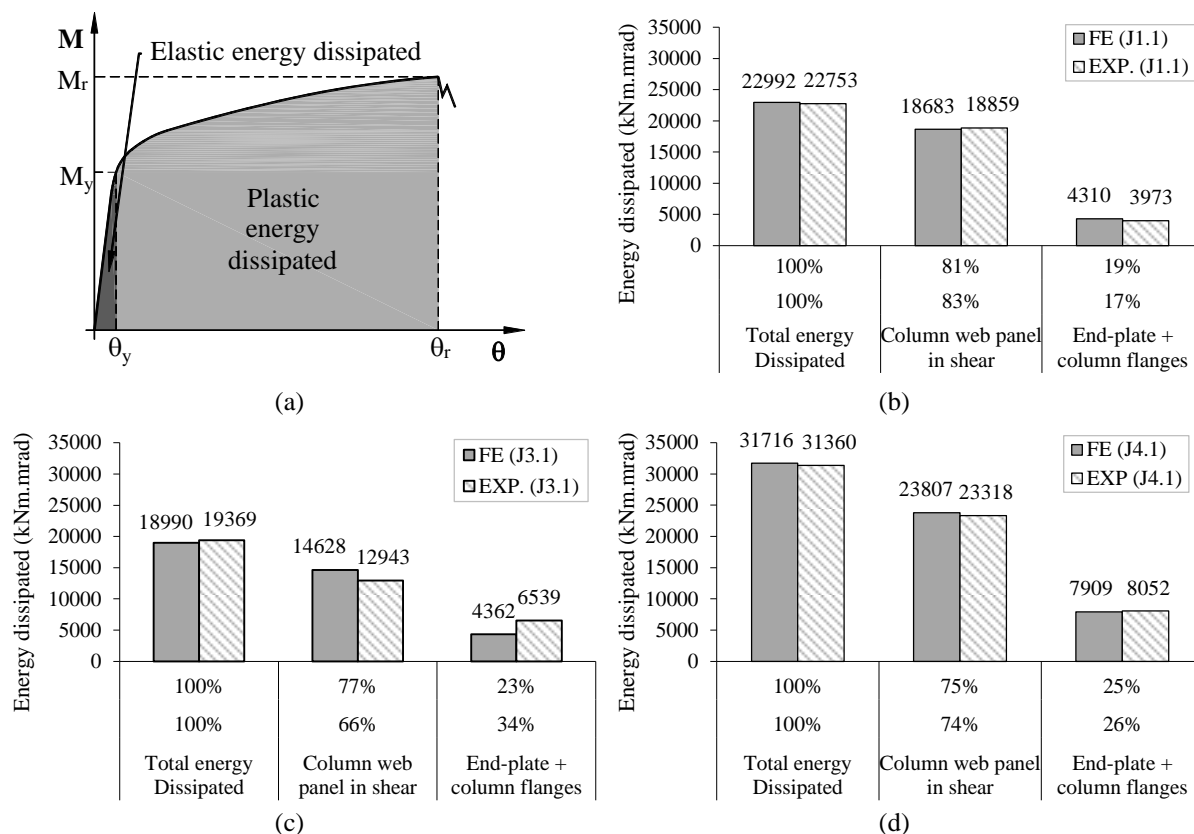 M
Elastic energy dissipated
M_r
M_y
Plastic
energy
dissipated
θ_y
θ_r
θ
(a)
Energy dissipated (kNm.mrad)
35000
30000
25000
20000
15000
10000
5000
0
FE (J1.1)
EXP. (J1.1)
22992 22753
18683 18859
4310 3973
100% 81% 19%
100% 83% 17%
Total energy Column web panel End-plate +
Dissipated in shear column flanges
(b)
Energy dissipated (kNm.mrad)
35000
30000
25000
20000
15000
10000
5000
0
FE (J3.1)
EXP. (J3.1)
18990 19369
14628 12943
4362 6539
100% 77% 23%
100% 66% 34%
Total energy Column web End-plate +
Dissipated panel in shear column flanges
(c)
Energy dissipated (kNm.mrad)
35000
30000
25000
20000
15000
10000
5000
0
FE (J4.1)
EXP (J4.1)
31716 31360
23807 23318
7909 8052
100% 75% 25%
100% 74% 26%
Total energy Column web panel End-plate +
Dissipated in shear column flanges
(d)